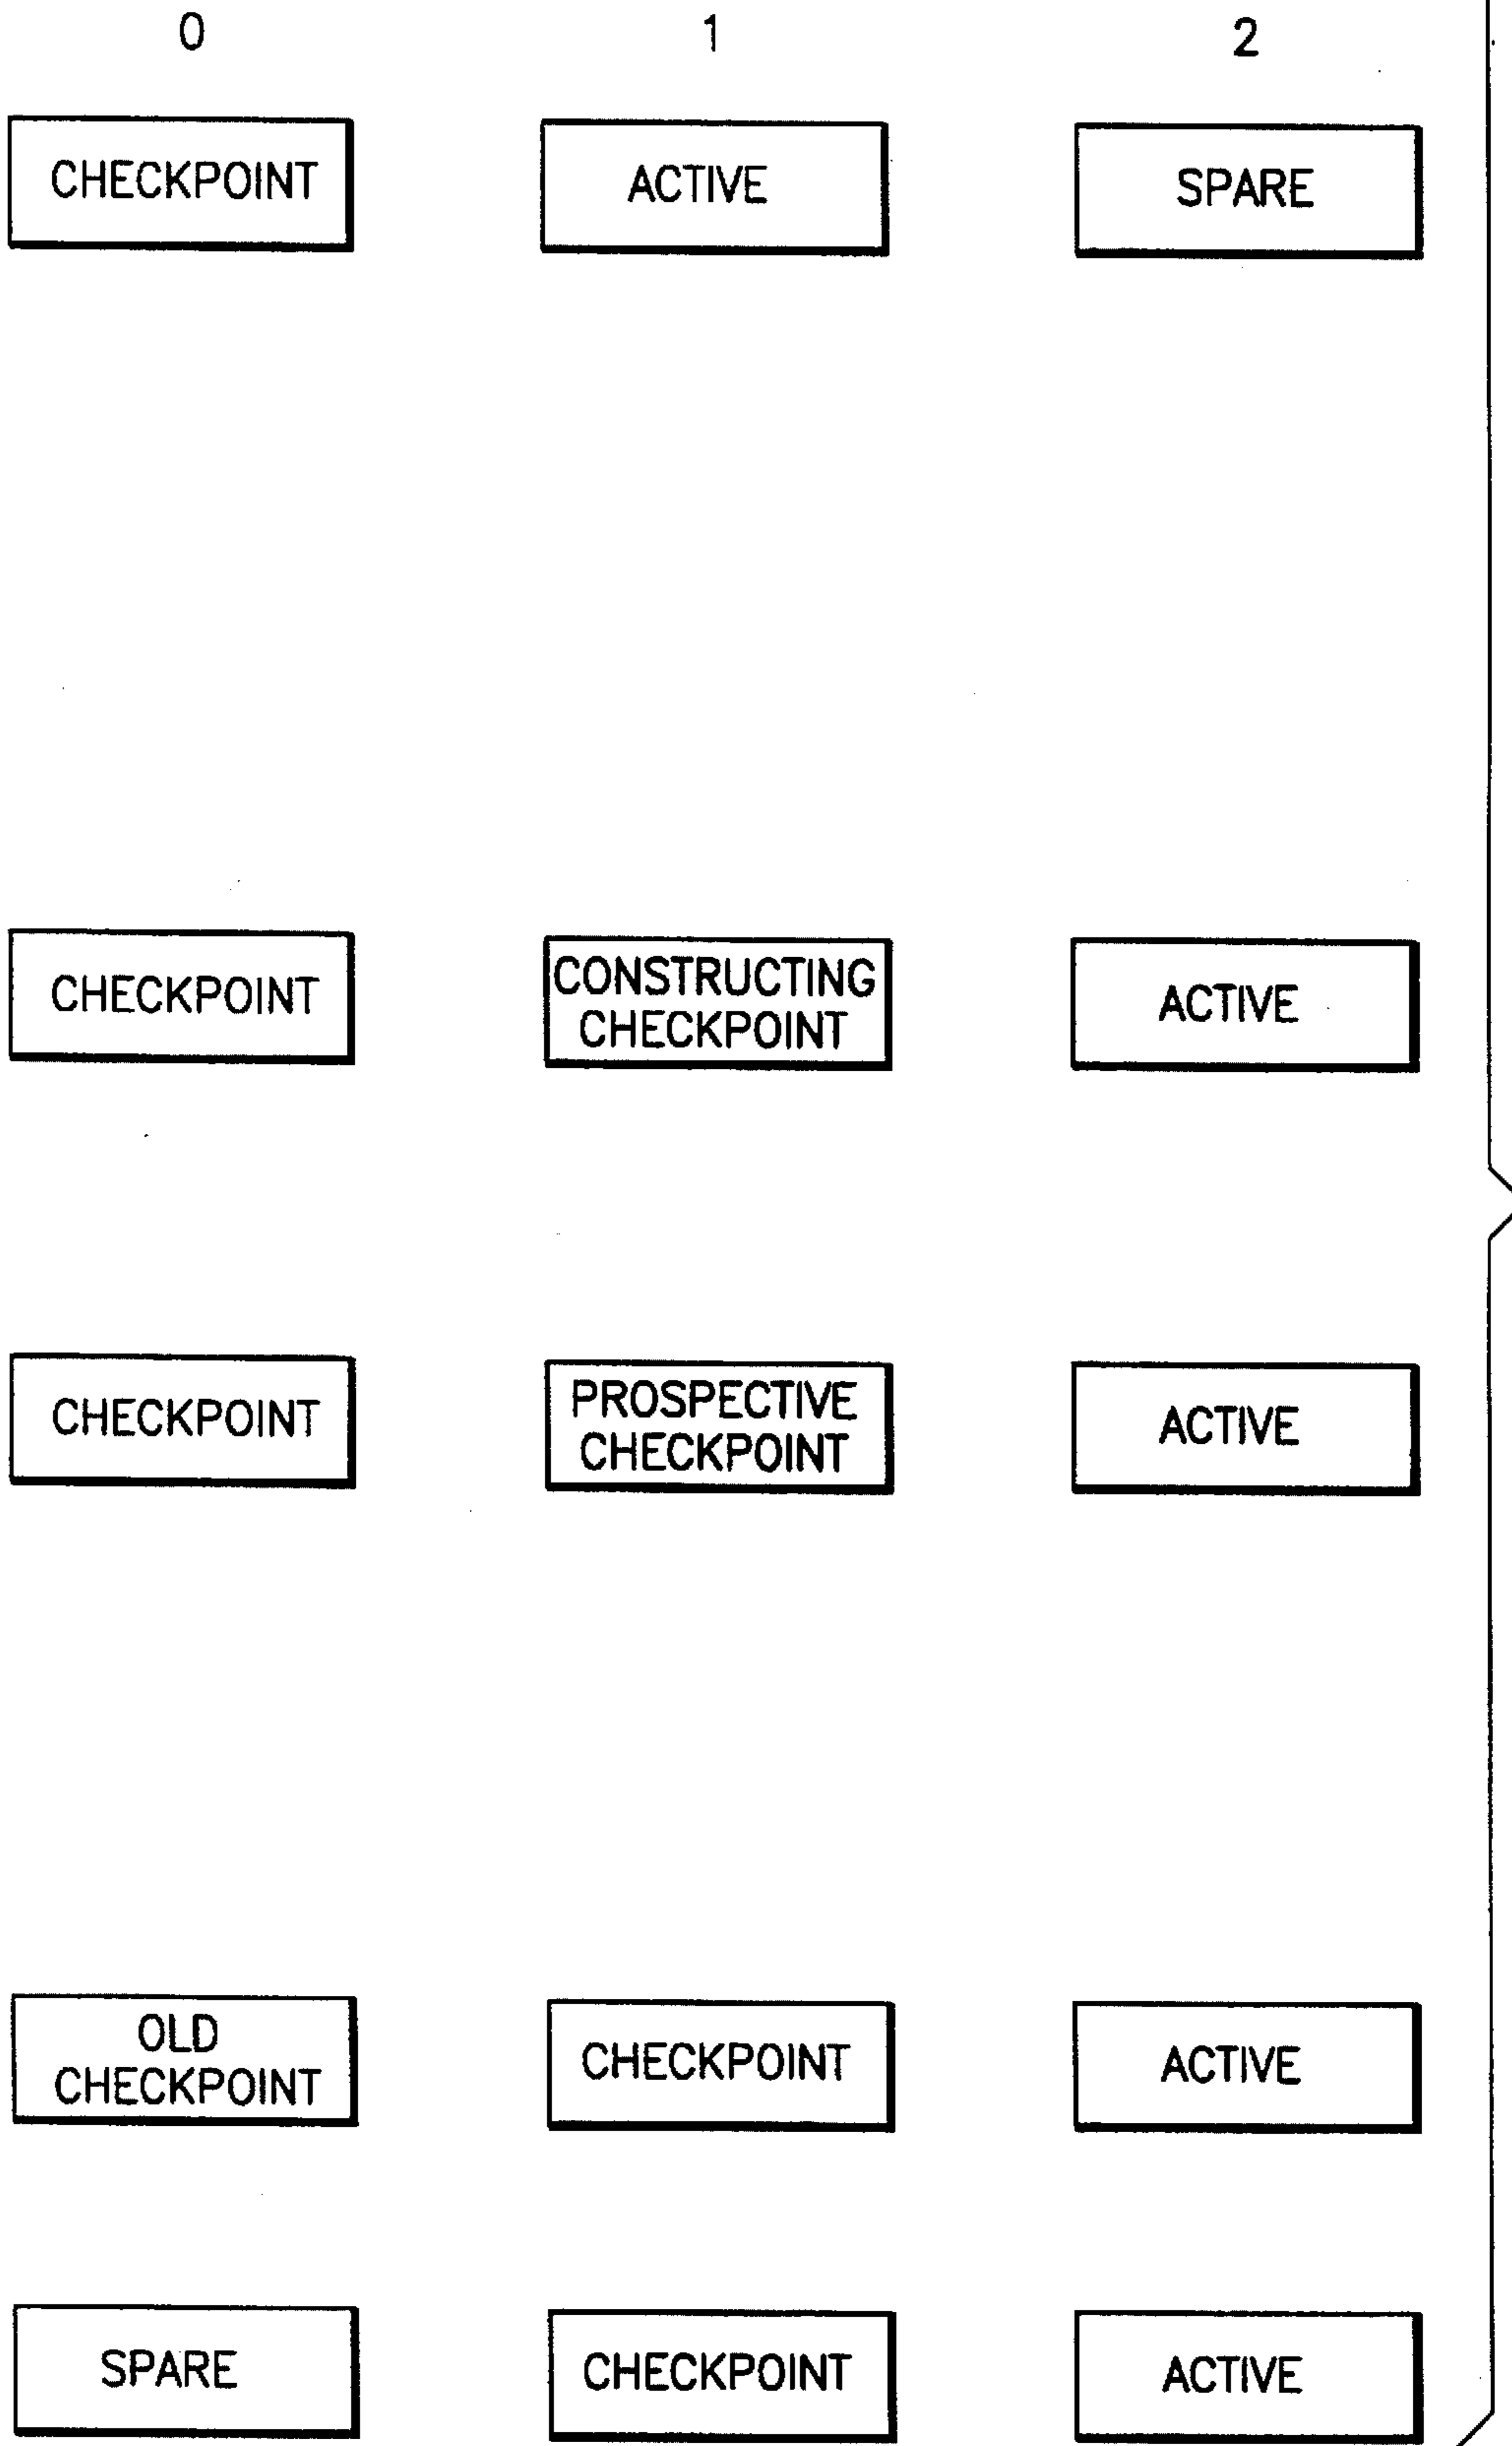 0 1 2
CHECKPOINT ACTIVE SPARE
CHECKPOINT CONSTRUCTING CHECKPOINT ACTIVE
CHECKPOINT PROSPECTIVE CHECKPOINT ACTIVE
OLD CHECKPOINT CHECKPOINT ACTIVE
SPARE CHECKPOINT ACTIVE